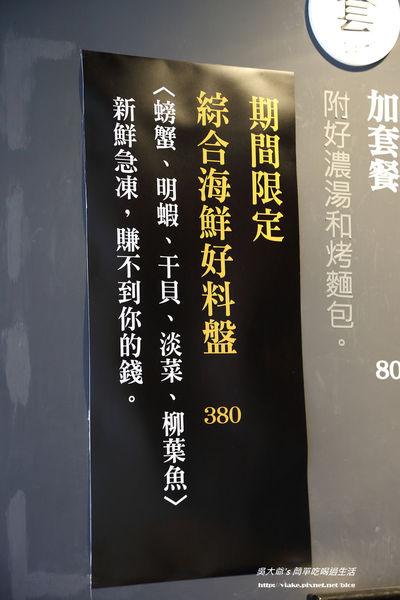 套
加套餐
附好濃湯和烤麵包。
80
期間限定
綜合海鮮好料盤
380
〈螃蟹、明蝦、干貝、淡菜、柳葉魚〉
新鮮急凍，賺不到你的錢。
吳大爺's 簡單吃喝過生活
http://viake.pixnet.net/blog